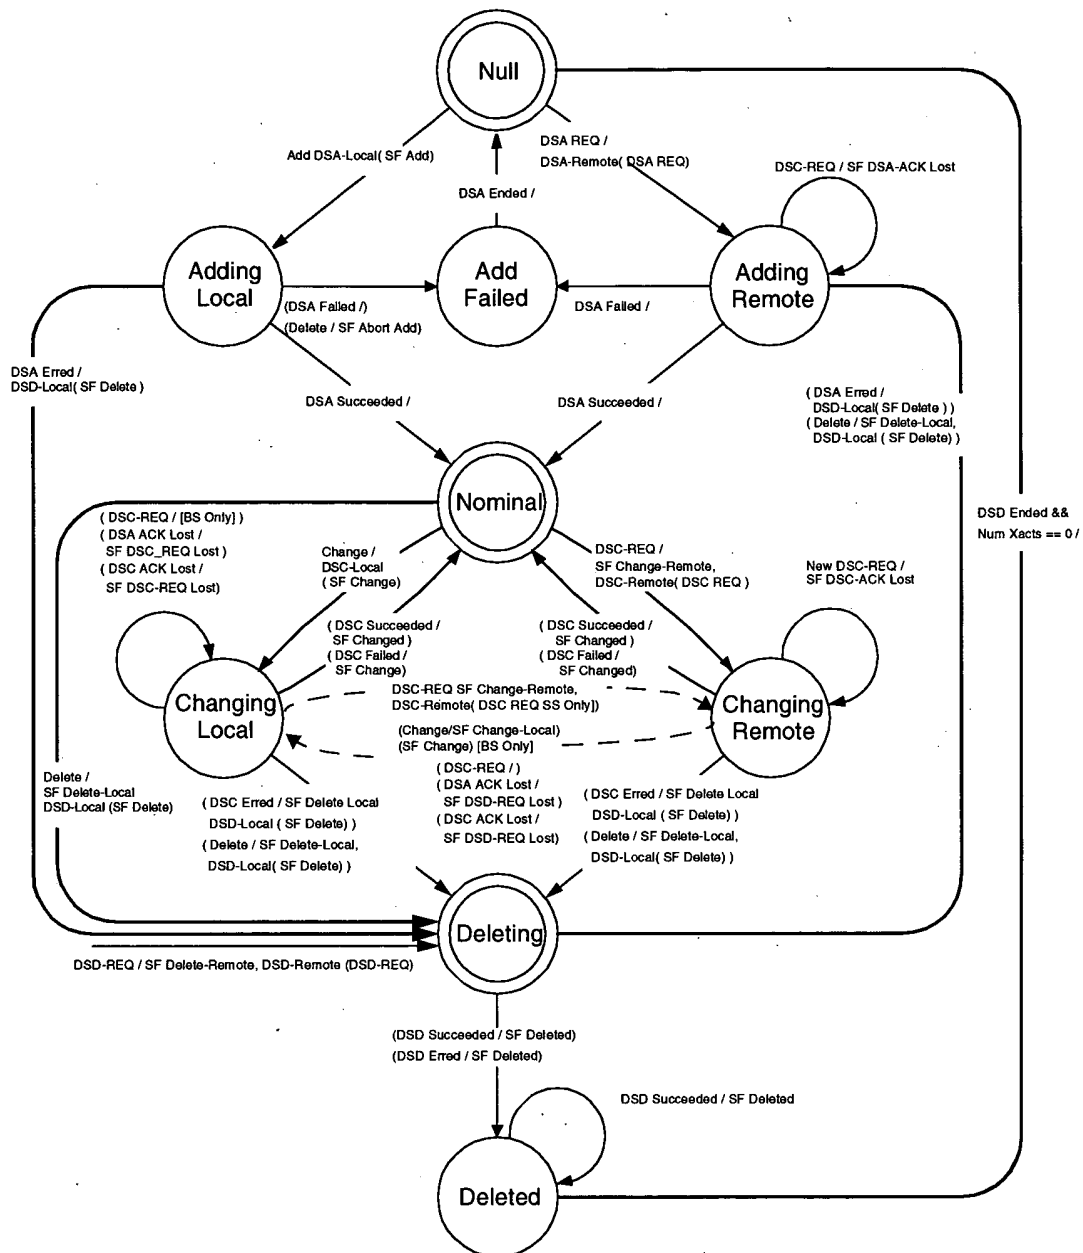 Null
Add DSA-Local( SF Add)
DSA REQ /
DSA-Remote( DSA REQ)
DSC-REQ / SF DSA-ACK Lost
DSA Ended /
Adding
Local
Add
Failed
Adding
Remote
(DSA Failed /)
(Delete / SF Abort Add)
DSA Failed /
DSA Erred /
DSD-Local( SF Delete )
DSA Succeeded /
DSA Succeeded /
( DSA Erred /
DSD-Local( SF Delete ) )
( Delete / SF Delete-Local,
DSD-Local ( SF Delete) )
Nominal
DSD Ended &&
Num Xacts == 0 /
( DSC-REQ / [BS Only] )
( DSA ACK Lost /
SF DSC_REQ Lost )
( DSC ACK Lost /
SF DSC-REQ Lost)
Change /
DSC-Local
( SF Change)
DSC-REQ /
SF Change-Remote,
DSC-Remote( DSC REQ )
New DSC-REQ /
SF DSC-ACK Lost
( DSC Succeeded /
SF Changed )
( DSC Failed /
SF Change)
( DSC Succeeded /
SF Changed )
( DSC Failed /
SF Changed)
Changing
Local
DSC-REQ SF Change-Remote,
DSC-Remote( DSC REQ SS Only])
Changing
Remote
(Change/SF Change-Local)
(SF Change) [BS Only]
Delete /
SF Delete-Local
DSD-Local (SF Delete)
( DSC Erred / SF Delete Local
DSD-Local ( SF Delete) )
( Delete / SF Delete-Local,
DSD-Local( SF Delete) )
( DSC-REQ / )
( DSA ACK Lost /
SF DSD-REQ Lost )
( DSC ACK Lost /
SF DSD-REQ Lost)
( DSC Erred / SF Delete Local
DSD-Local ( SF Delete) )
( Delete / SF Delete-Local,
DSD-Local( SF Delete) )
Deleting
DSD-REQ / SF Delete-Remote, DSD-Remote (DSD-REQ)
(DSD Succeeded / SF Deleted)
(DSD Erred / SF Deleted)
DSD Succeeded / SF Deleted
Deleted